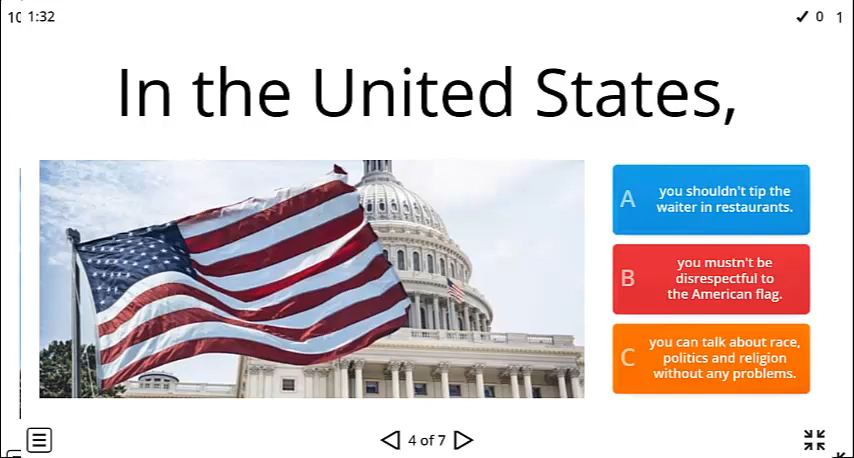 10 1:32
✓ 0 1
In the United States,
A
you shouldn't tip the
waiter in restaurants.
B
you mustn't be
disrespectful to
the American flag.
C
you can talk about race,
politics and religion
without any problems.
4 of 7